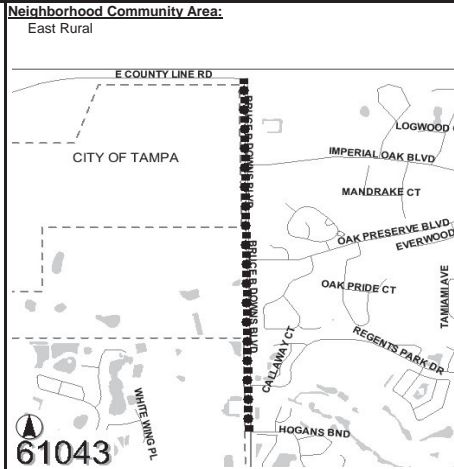 Neighborhood Community Area:
East Rural
E COUNTY LINE RD
LOGWOOD
BRUCE B DOWNS BLVD
CITY OF TAMPA
IMPERIAL OAK BLVD
MANDRAKE CT
OAK PRESERVE BLVD
EVERWOOD
BRUCE B DOWNS BLVD
OAK PRIDE CT
TAMIAMI AVE
REGENTS PARK DR
CALLAWAY CT
WHITE WING PL
HOGANS BND
61043